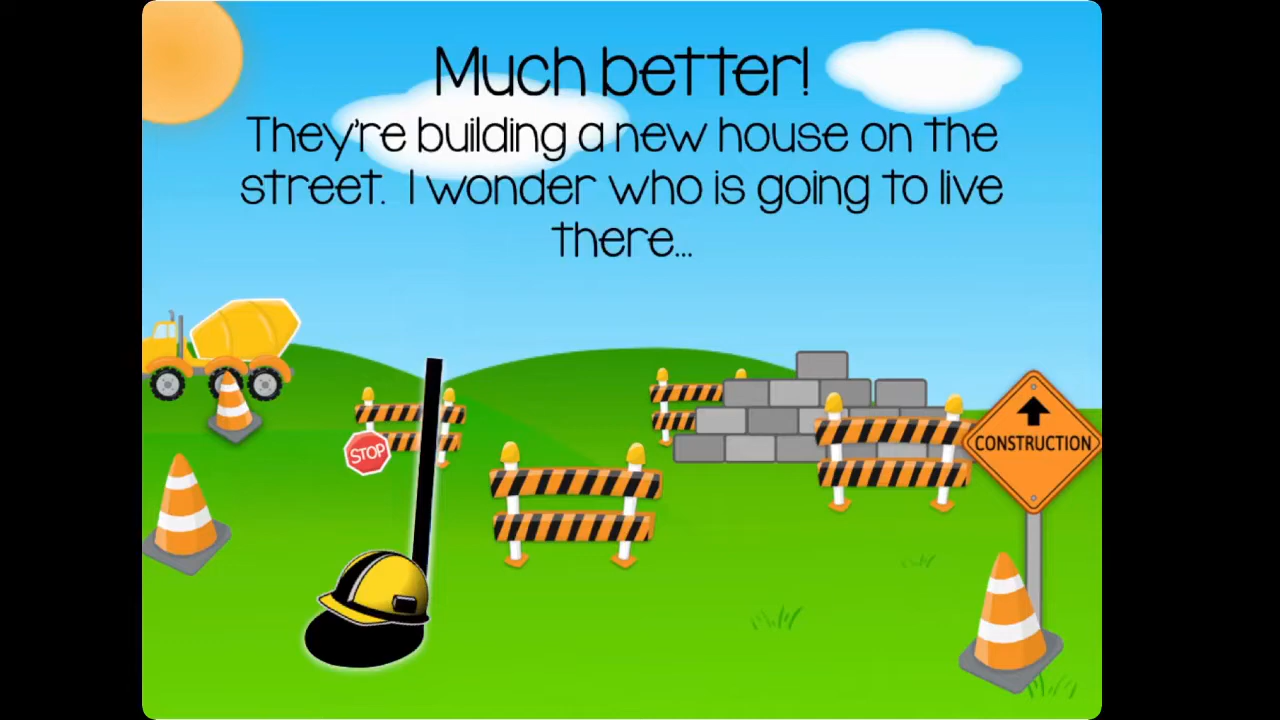 Much better!
They're building a new house on the
street. I wonder who is going to live
there...
STOP
CONSTRUCTION